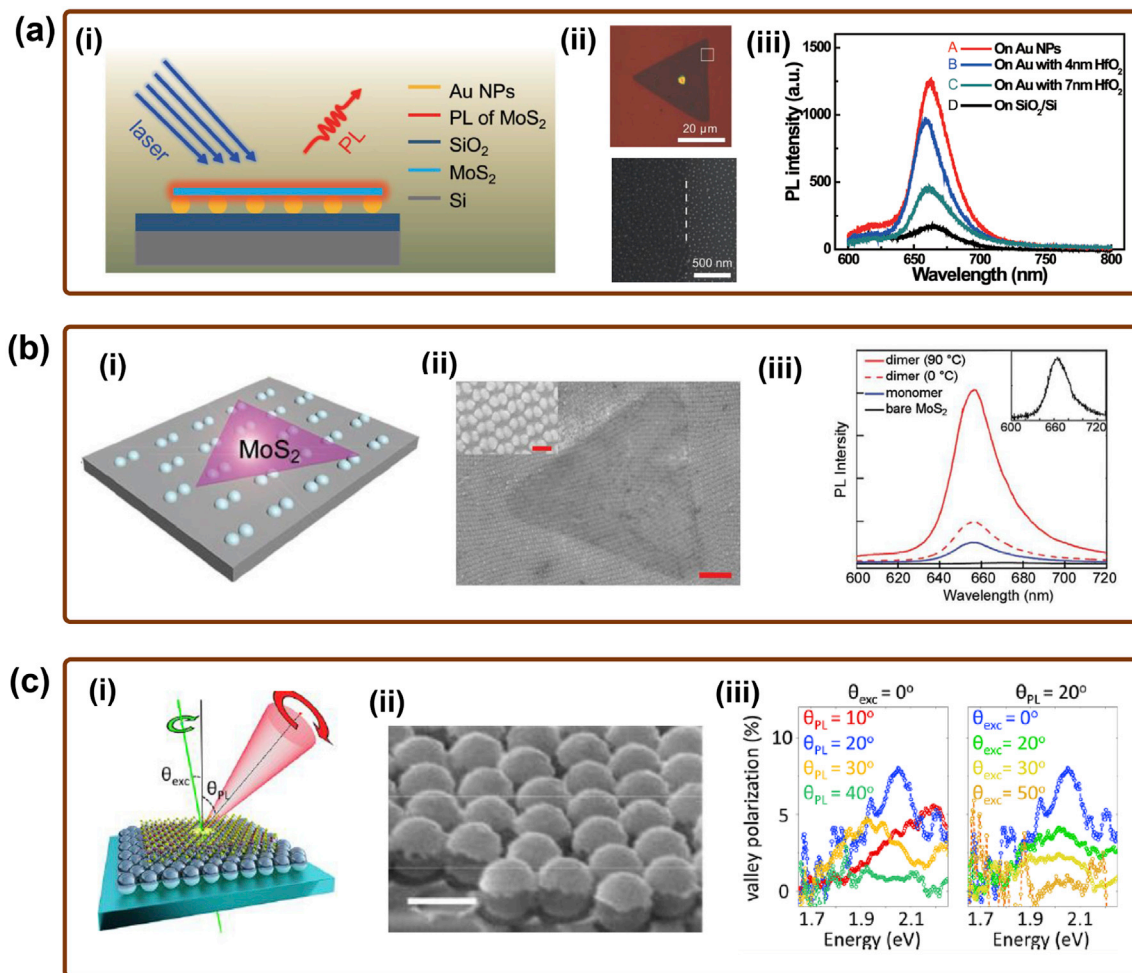 (a)
(i)
laser
PL
Au NPs
PL of MoS₂
SiO₂
MoS₂
Si
(ii)
20 µm
500 nm
(iii)
PL intensity (a.u.)
1500
1000
500
0
A On Au NPs
B On Au with 4nm HfO₂
C On Au with 7nm HfO₂
D On SiO₂/Si
600 650 700 750 800
Wavelength (nm)
(b)
(i)
MoS₂
(ii)
(iii)
dimer (90 °C)
dimer (0 °C)
monomer
bare MoS₂
600 660 720
PL Intensity
600 620 640 660 680 700 720
Wavelength (nm)
(c)
(i)
θexc
θPL
(ii)
(iii)
θexc = 0°
θPL = 20°
valley polarization (%)
10
5
0
θPL = 10°
θPL = 20°
θPL = 30°
θPL = 40°
θexc = 0°
θexc = 20°
θexc = 30°
θexc = 50°
1.7 1.9 2.1
Energy (eV)
1.7 1.9 2.1
Energy (eV)